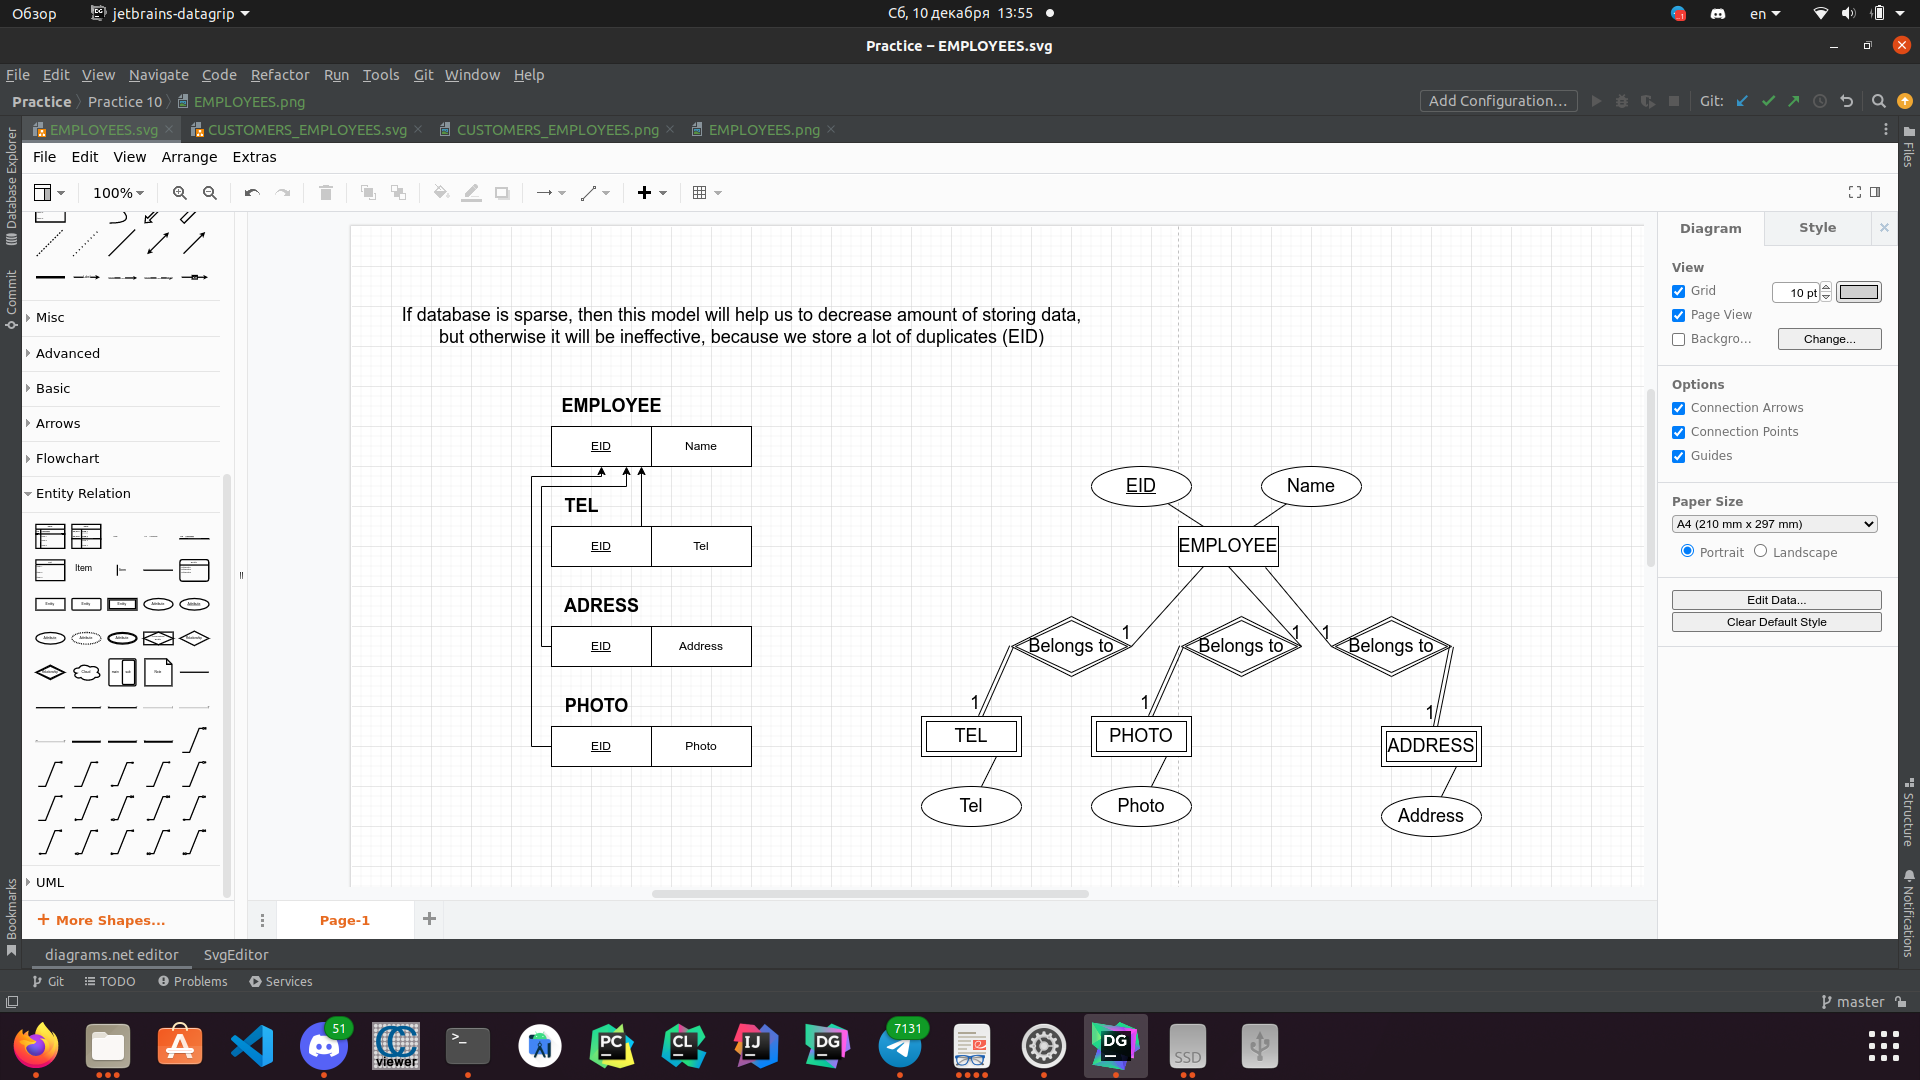 Обзор
jetbrains-datagrip
Сб, 10 декабря 13:55
en
Practice – EMPLOYEES.svg
File Edit View Navigate Code Refactor Run Tools Git Window Help
Practice Practice 10 EMPLOYEES.png
Add Configuration...
Git:
EMPLOYEES.svg
CUSTOMERS_EMPLOYEES.svg
CUSTOMERS_EMPLOYEES.png
EMPLOYEES.png
Database Explorer
Commit
Bookmarks
Files
Structure
Notifications
File Edit View Arrange Extras
100%
Misc
Advanced
Basic
Arrows
Flowchart
Entity Relation
Item
UML
+ More Shapes...
If database is sparse, then this model will help us to decrease amount of storing data,
but otherwise it will be ineffective, because we store a lot of duplicates (EID)
EMPLOYEE
EID Name
TEL
EID Tel
ADRESS
EID Address
PHOTO
EID Photo
EID Name
EMPLOYEE
Belongs to 1 Belongs to 1 1 Belongs to
1 1 1
TEL PHOTO ADDRESS
Tel Photo Address
Diagram Style
View
Grid 10 pt
Page View
Backgro... Change...
Options
Connection Arrows
Connection Points
Guides
Paper Size
A4 (210 mm x 297 mm)
Portrait Landscape
Edit Data...
Clear Default Style
Page-1
diagrams.net editor SvgEditor
Git TODO Problems Services
master
51
viewer
>_
PC
CL
IJ
DG
7131
DG
SSD